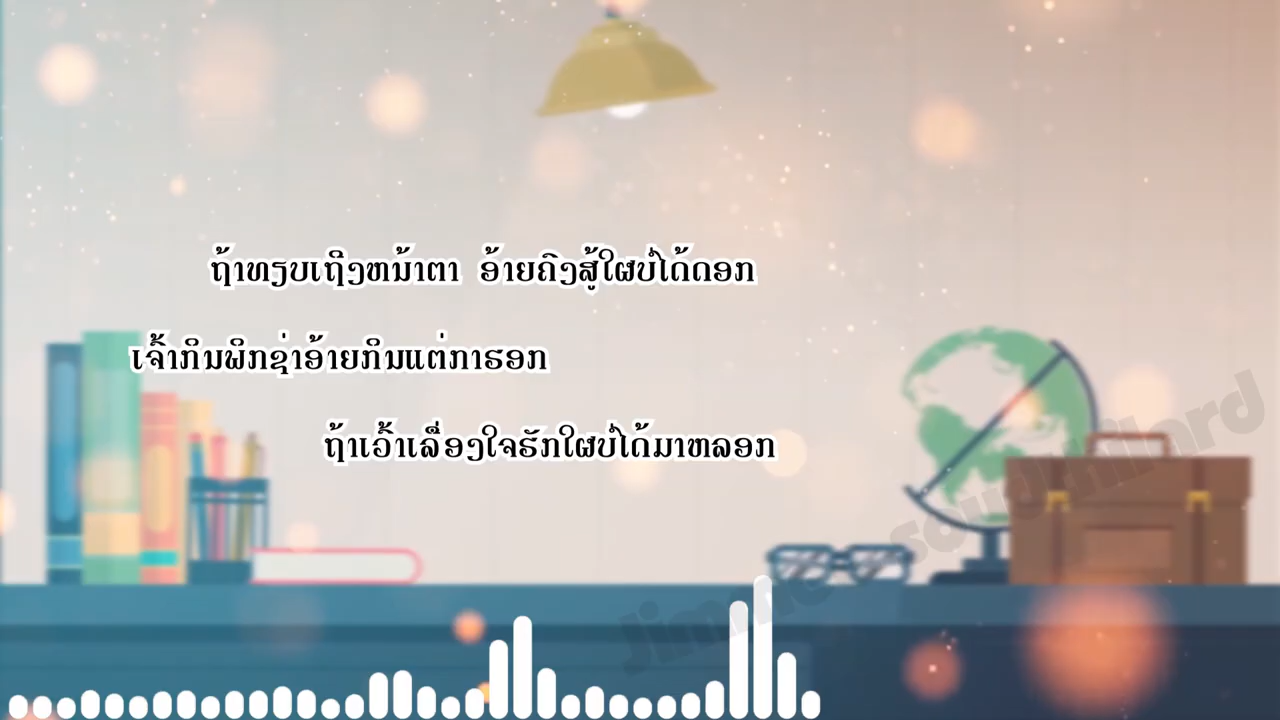 ຖ້າທຽບເຖີງຫນ້າຕາ ອ້າຍຄົງສູ້ໃຜບໍ່ໄດ້ດອກ
ເຈົ້າກິນພິກຊ່າອ້າຍກິນແຕ່ກາຮອກ
ຖ້າເວົ້າເລື່ອງໃຈຮັກໃຜບໍ່ໄດ້ມາຫລອກ